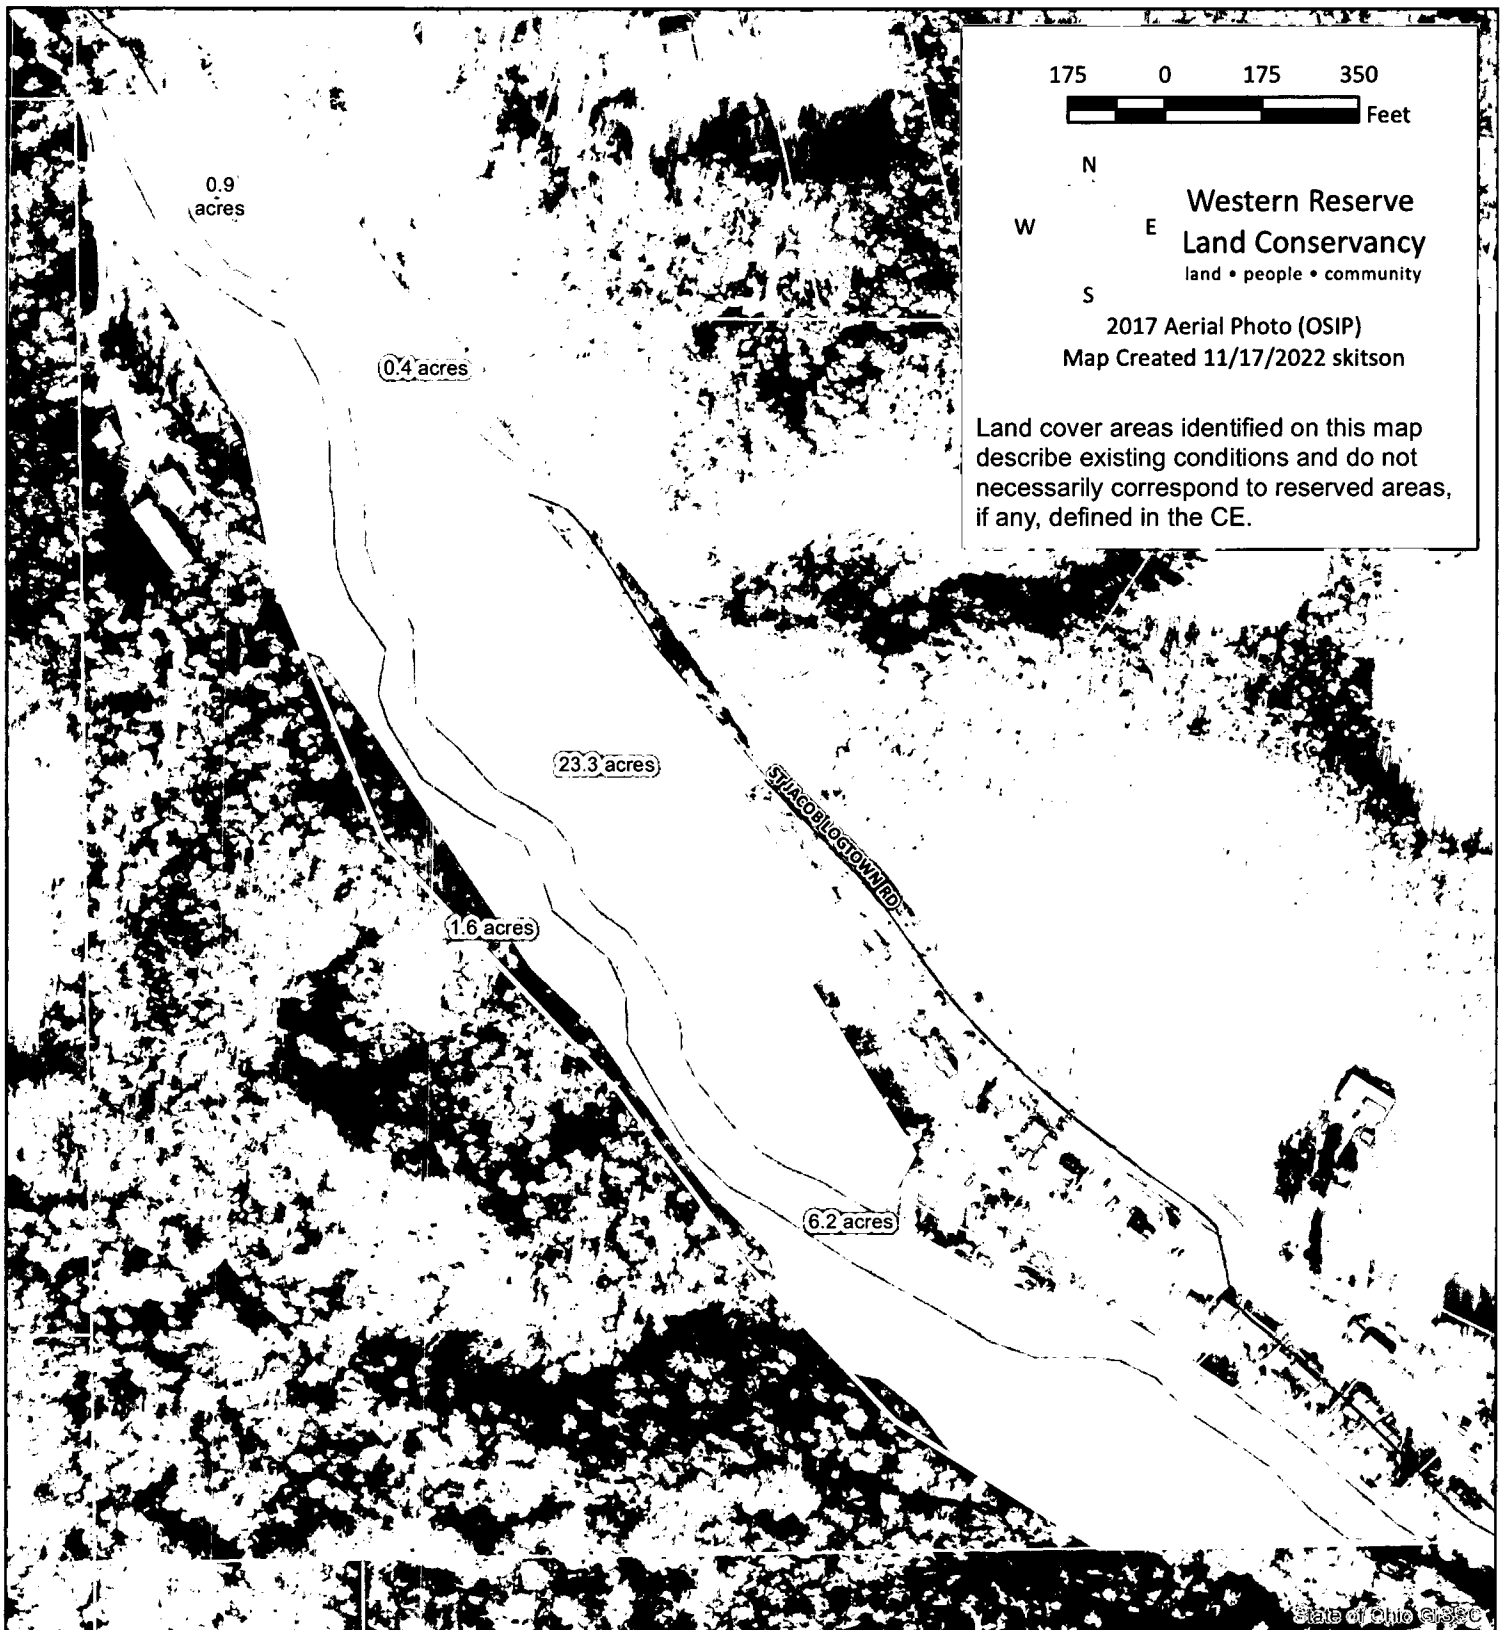 175 0 175 350
Feet
N
W E
S
Western Reserve
Land Conservancy
land • people • community
2017 Aerial Photo (OSIP)
Map Created 11/17/2022 skitson
Land cover areas identified on this map
describe existing conditions and do not
necessarily correspond to reserved areas,
if any, defined in the CE.
0.9
acres
0.4 acres
23.3 acres
ST JACOB LOGTOWN RD
1.6 acres
6.2 acres
State of Ohio GISSC